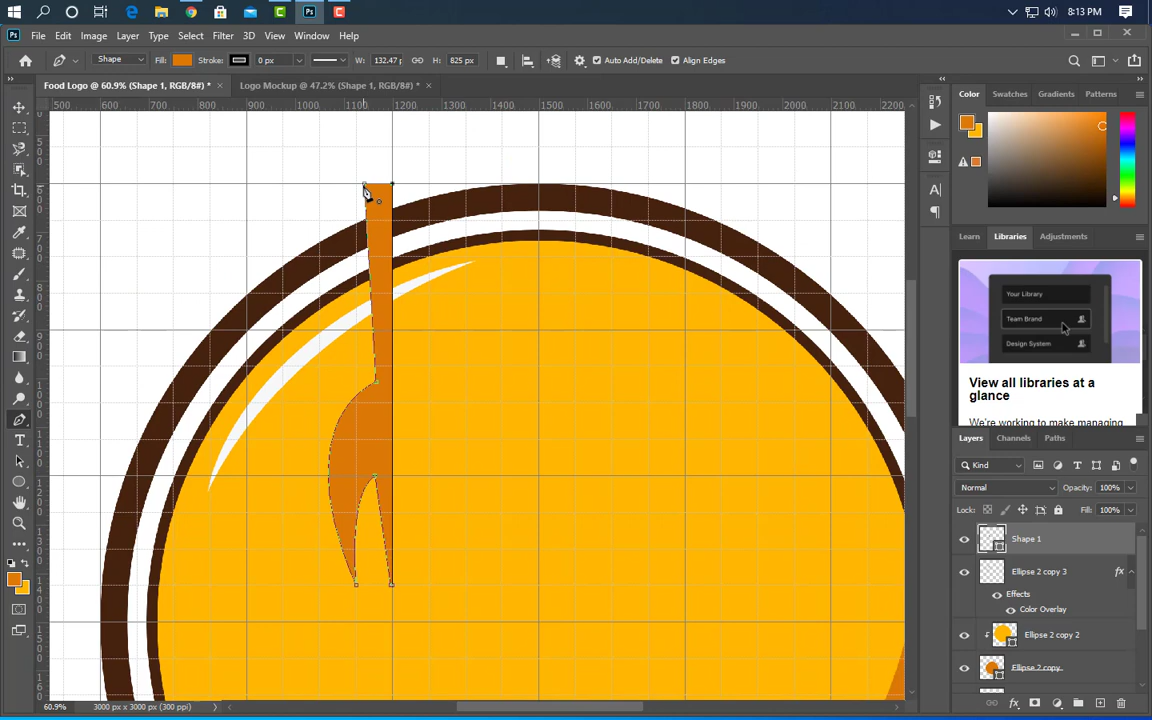 8:13 PM
File Edit Image Layer Type Select Filter 3D View Window Help
Shape Fill: Stroke: 0 px W: 132.47 p H: 825 px Auto Add/Delete Align Edges
Food Logo @ 60.9% (Shape 1, RGB/8#) * × Logo Mockup @ 47.2% (Shape 1, RGB/8#) * ×
500 600 700 800 900 1000 1100 1200 1300 1400 1500 1600 1700 1800 1900 2000 2100 2200
Color Swatches Gradients Patterns
Learn Libraries Adjustments
Your Library
Team Brand
Design System
View all libraries at a
glance
We're working to make managing
Layers Channels Paths
Kind
Normal Opacity: 100%
Lock: Fill: 100%
Shape 1
Ellipse 2 copy 3 fx
Effects
Color Overlay
Ellipse 2 copy 2
Ellipse 2 copy
60.9% 3000 px x 3000 px (300 ppi)